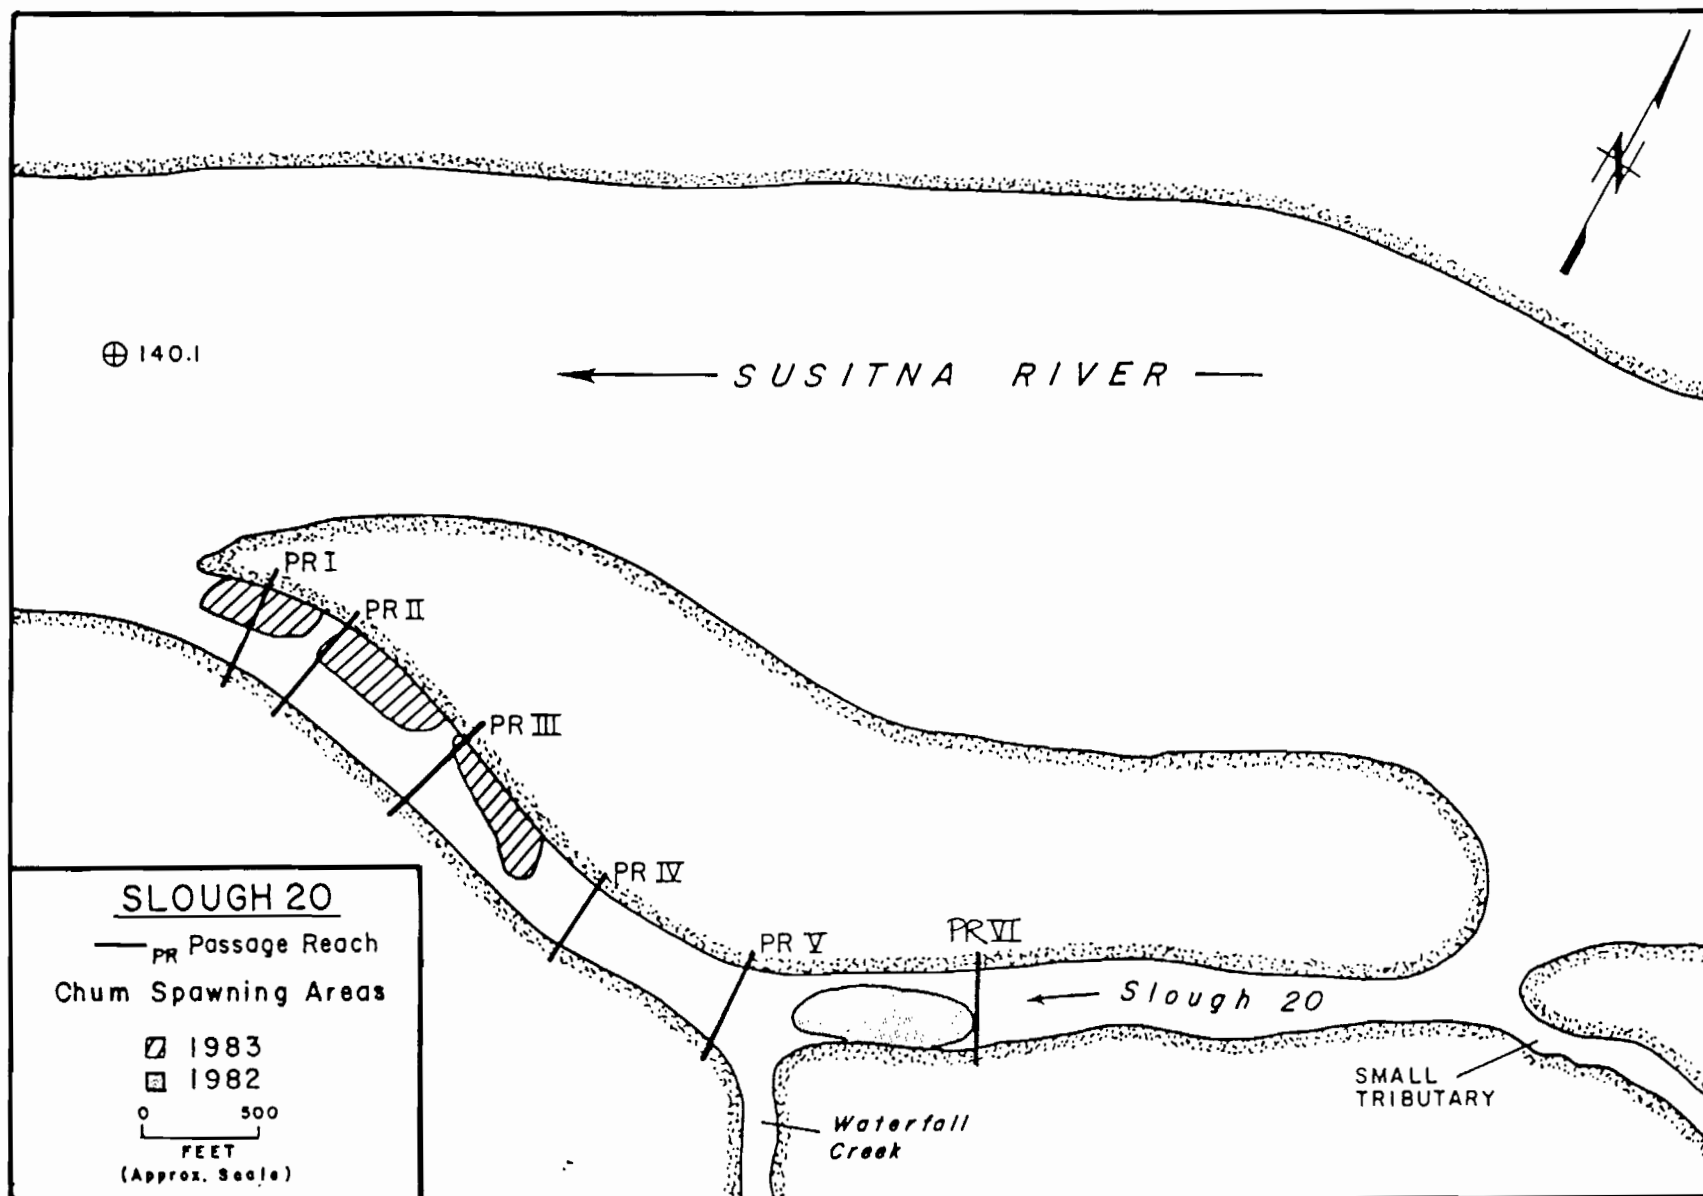 N
⊕ 140.1
SUSITNA RIVER
PR I
PR II
PR III
PR IV
PR V
PR VI
Slough 20
SMALL
TRIBUTARY
Waterfall
Creek
SLOUGH 20
PR Passage Reach
Chum Spawning Areas
1983
1982
0 500
FEET
(Approx. Scale)